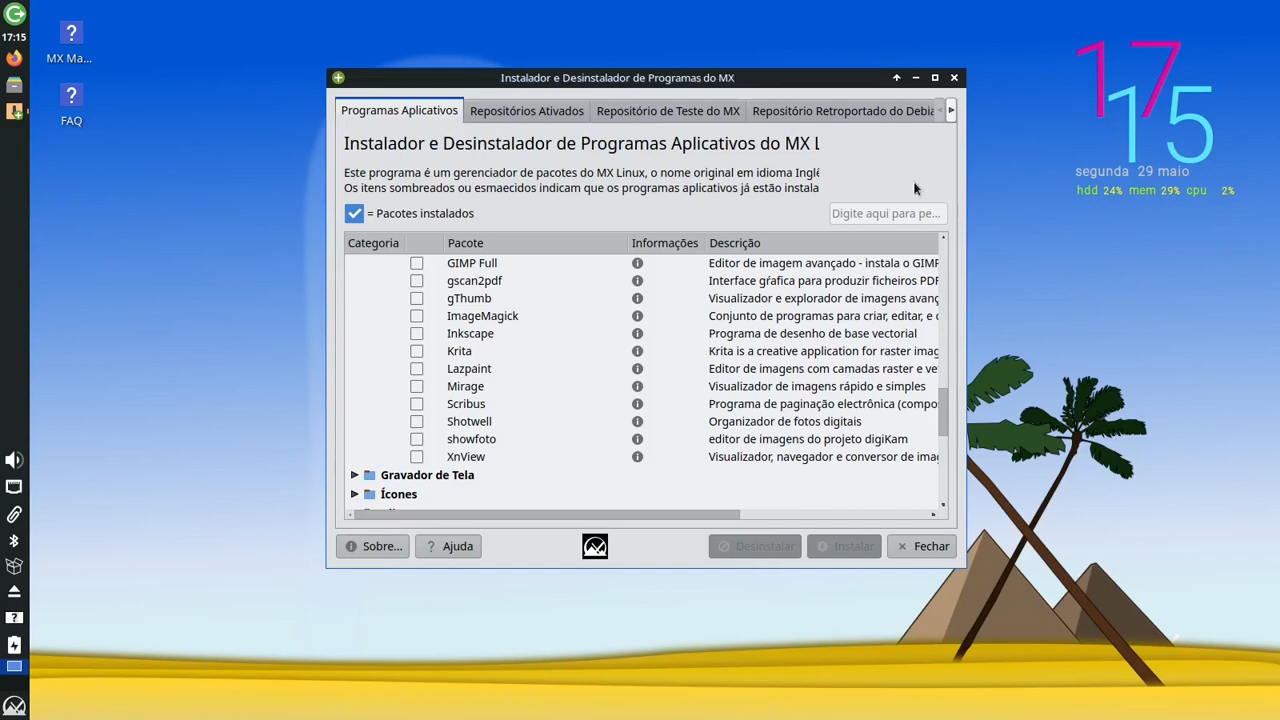 17:15
MX Ma...
FAQ
17
15
segunda 29 maio
hdd 24% mem 29% cpu 2%
Instalador e Desinstalador de Programas do MX
Programas Aplicativos
Repositórios Ativados
Repositório de Teste do MX
Repositório Retroportado do Debia
Instalador e Desinstalador de Programas Aplicativos do MX L
Este programa é um gerenciador de pacotes do MX Linux, o nome original em idioma Inglê
Os itens sombreados ou esmaecidos indicam que os programas aplicativos já estão instala
= Pacotes instalados
Digite aqui para pe...
Categoria Pacote Informações Descrição
GIMP Full Editor de imagem avançado - instala o GIMP
gscan2pdf Interface gŕafica para produzir ficheiros PDF
gThumb Visualizador e explorador de imagens avanç
ImageMagick Conjunto de programas para criar, editar, e c
Inkscape Programa de desenho de base vectorial
Krita Krita is a creative application for raster imag
Lazpaint Editor de imagens com camadas raster e ve
Mirage Visualizador de imagens rápido e simples
Scribus Programa de paginação electrônica (compo
Shotwell Organizador de fotos digitais
showfoto editor de imagens do projeto digiKam
XnView Visualizador, navegador e conversor de imag
Gravador de Tela
Ícones
Sobre...
? Ajuda
Desinstalar
Instalar
Fechar